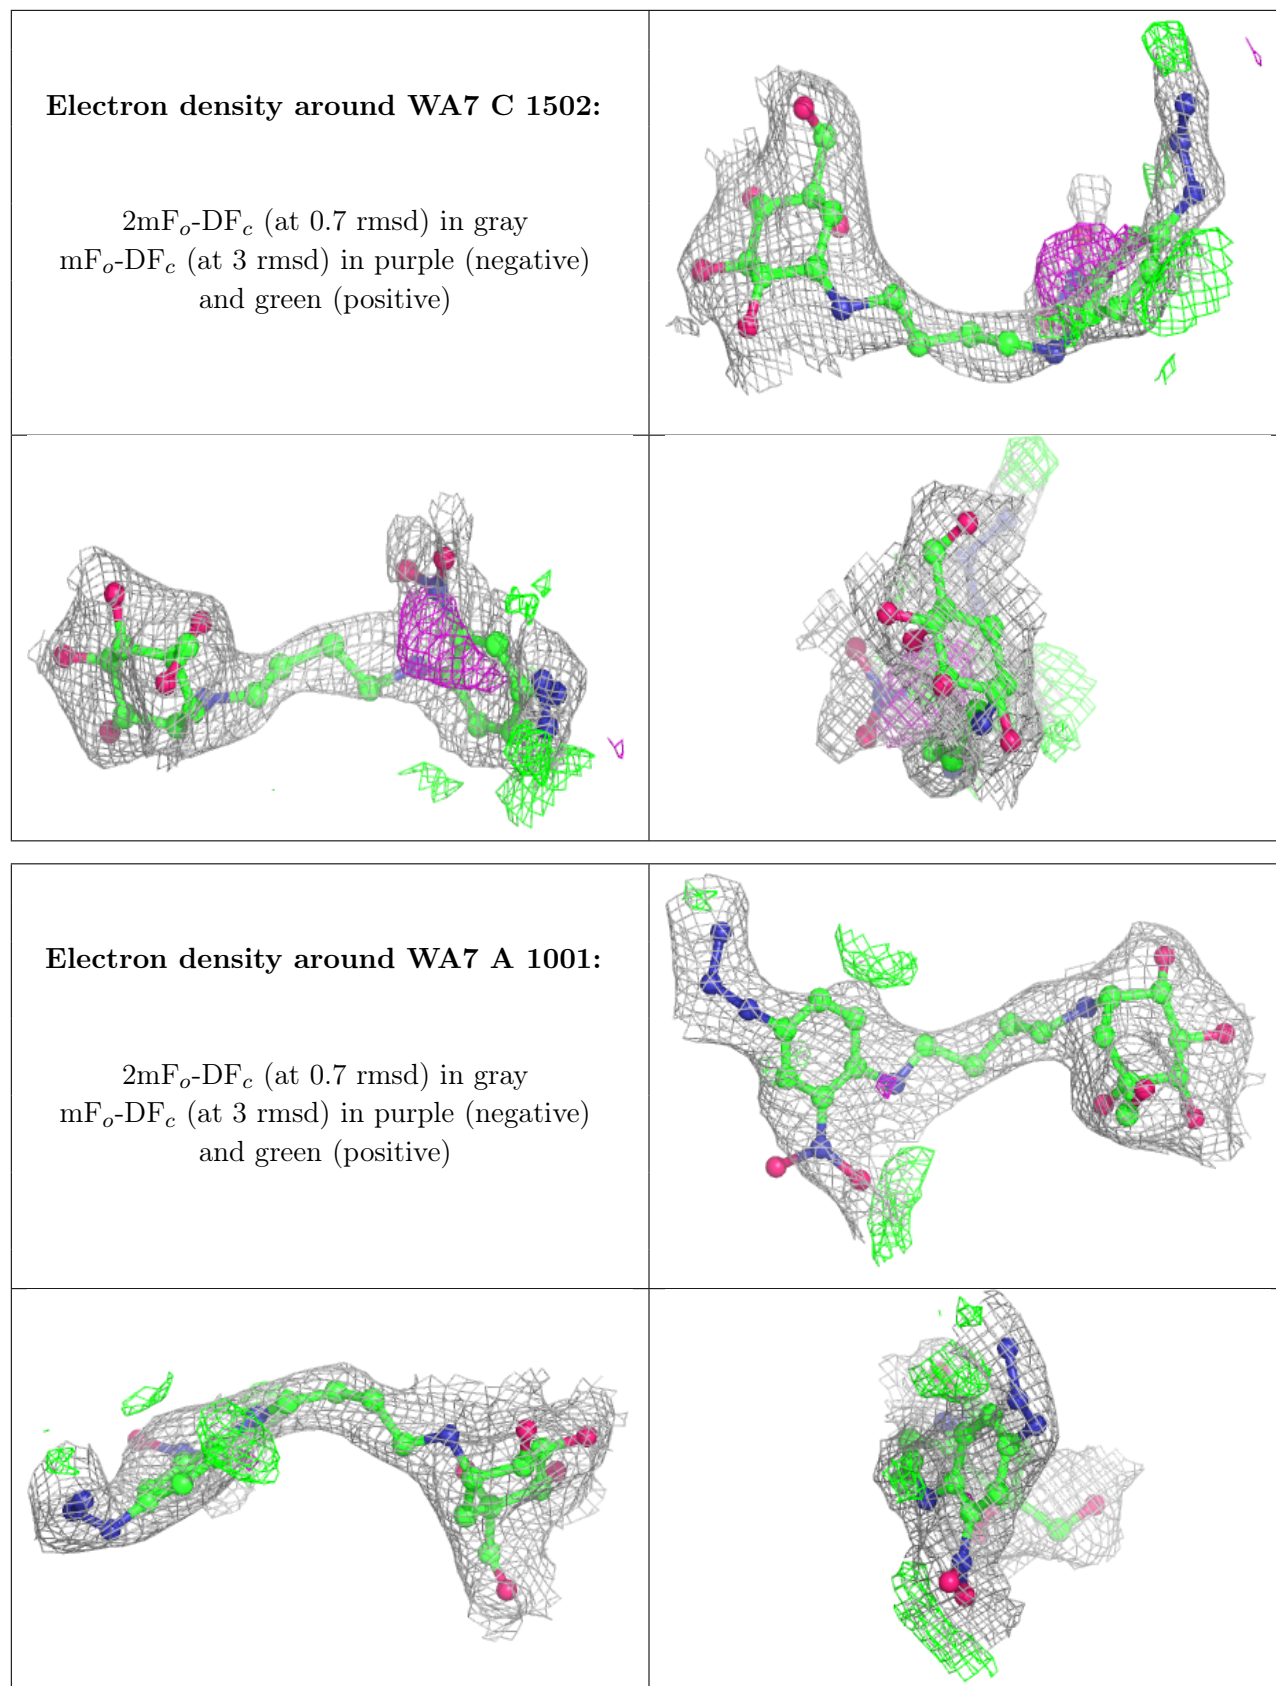 Electron density around WA7 C 1502:
2mFo-DFc (at 0.7 rmsd) in gray
mFo-DFc (at 3 rmsd) in purple (negative)
and green (positive)
Electron density around WA7 A 1001:
2mFo-DFc (at 0.7 rmsd) in gray
mFo-DFc (at 3 rmsd) in purple (negative)
and green (positive)